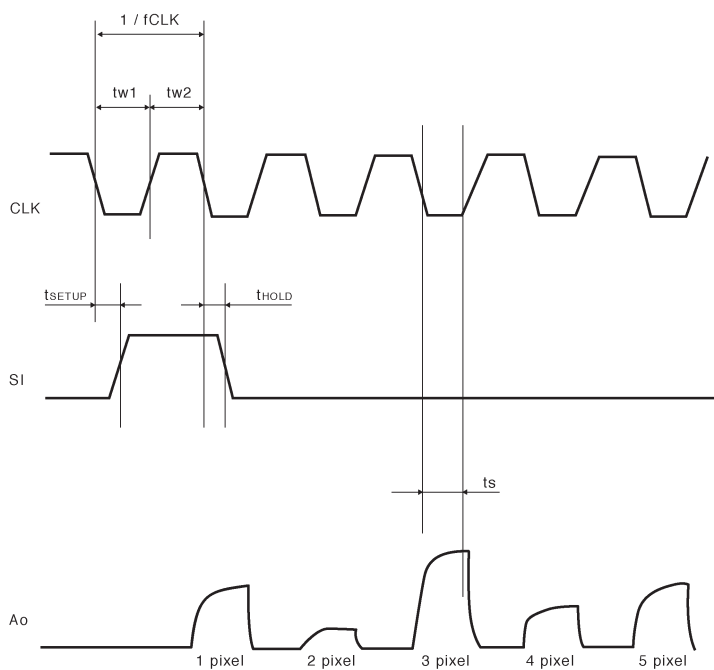 1 / fCLK
tw1 tw2
CLK
tSETUP tHOLD
SI
ts
Ao
1 pixel 2 pixel 3 pixel 4 pixel 5 pixel